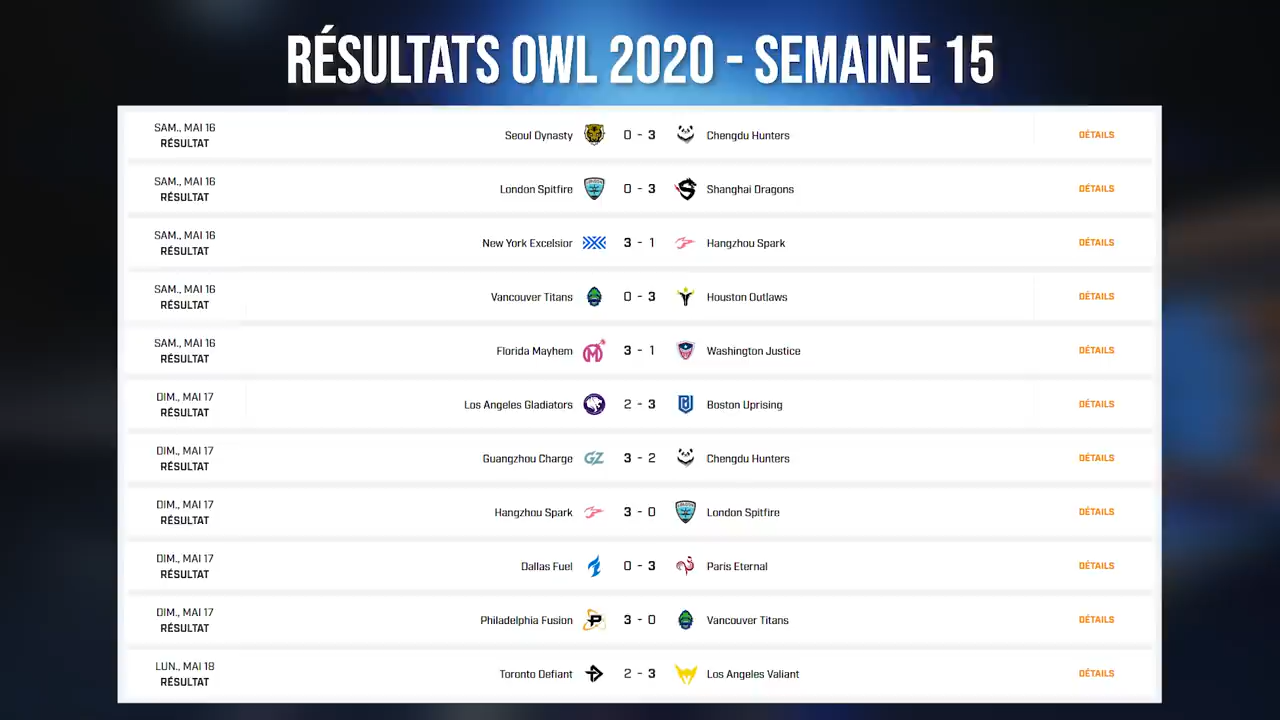 RÉSULTATS OWL 2020 - SEMAINE 15
SAM., MAI 16
RÉSULTAT
Seoul Dynasty 0 - 3 Chengdu Hunters DÉTAILS
SAM., MAI 16
RÉSULTAT
London Spitfire 0 - 3 Shanghai Dragons DÉTAILS
SAM., MAI 16
RÉSULTAT
New York Excelsior 3 - 1 Hangzhou Spark DÉTAILS
SAM., MAI 16
RÉSULTAT
Vancouver Titans 0 - 3 Houston Outlaws DÉTAILS
SAM., MAI 16
RÉSULTAT
Florida Mayhem 3 - 1 Washington Justice DÉTAILS
DIM., MAI 17
RÉSULTAT
Los Angeles Gladiators 2 - 3 Boston Uprising DÉTAILS
DIM., MAI 17
RÉSULTAT
Guangzhou Charge GZ 3 - 2 Chengdu Hunters DÉTAILS
DIM., MAI 17
RÉSULTAT
Hangzhou Spark 3 - 0 London Spitfire DÉTAILS
DIM., MAI 17
RÉSULTAT
Dallas Fuel 0 - 3 Paris Eternal DÉTAILS
DIM., MAI 17
RÉSULTAT
Philadelphia Fusion 3 - 0 Vancouver Titans DÉTAILS
LUN., MAI 18
RÉSULTAT
Toronto Defiant 2 - 3 Los Angeles Valiant DÉTAILS